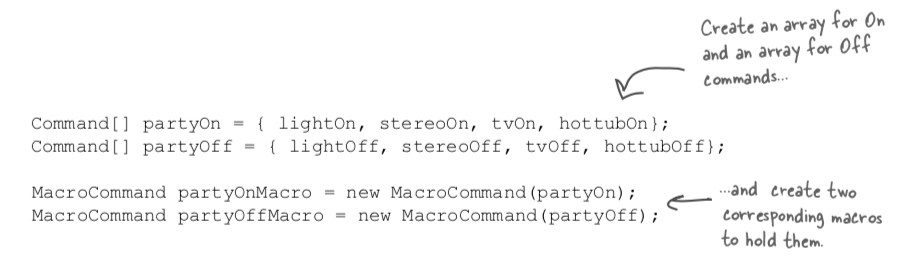 Create an array for On
and an array for Off
commands...
Command[] partyOn = { lightOn, stereoOn, tvOn, hottubOn};
Command[] partyOff = { lightOff, stereoOff, tvOff, hottubOff};
MacroCommand partyOnMacro = new MacroCommand(partyOn);
MacroCommand partyOffMacro = new MacroCommand(partyOff);
...and create two
corresponding macros
to hold them.